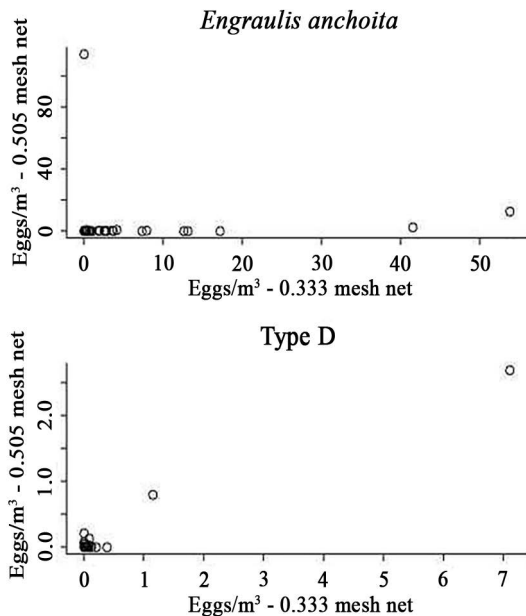 Engraulis anchoita
Eggs/m³ - 0.505 mesh net
80
40
0
0 10 20 30 40 50
Eggs/m³ - 0.333 mesh net
Type D
Eggs/m³ - 0.505 mesh net
2.0
1.0
0.0
0 1 2 3 4 5 6 7
Eggs/m³ - 0.333 mesh net